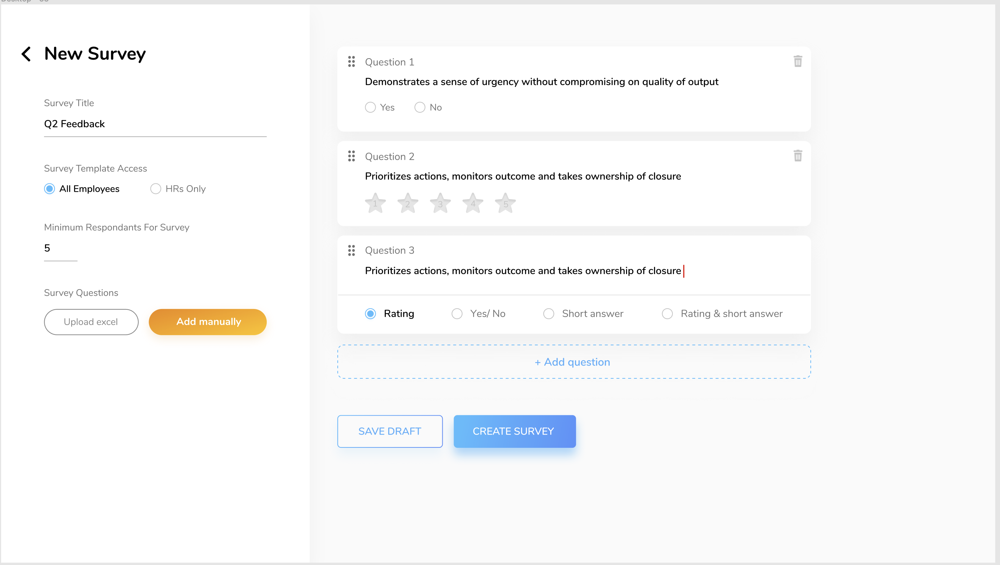 New Survey
Survey Title
Q2 Feedback
Survey Template Access
All Employees
HRs Only
Minimum Respondants For Survey
5
Survey Questions
Upload excel
Add manually
Question 1
Demonstrates a sense of urgency without compromising on quality of output
Yes
No
Question 2
Prioritizes actions, monitors outcome and takes ownership of closure
1 2 3 4 5
Question 3
Prioritizes actions, monitors outcome and takes ownership of closure
Rating
Yes/ No
Short answer
Rating & short answer
+ Add question
SAVE DRAFT
CREATE SURVEY